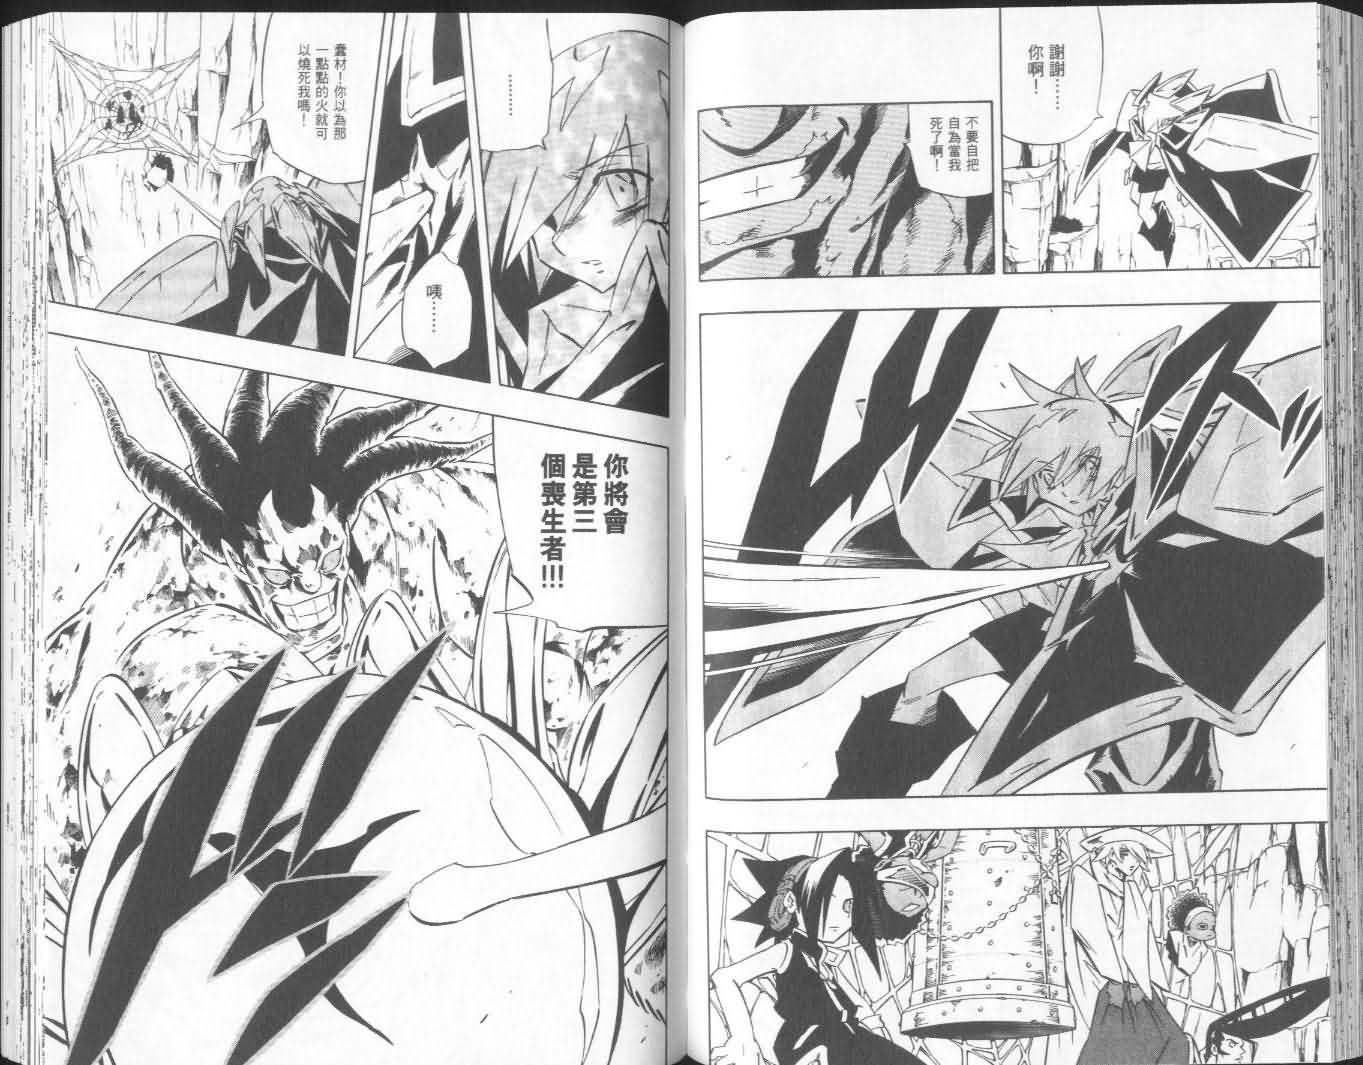 謝謝……
你啊！
不要自把
自為當我
死了啊！
…………
咦……
蠢材！你以為那
一點點的火就可
以燒死我嗎！
你將會
是第三
個喪生者!!!